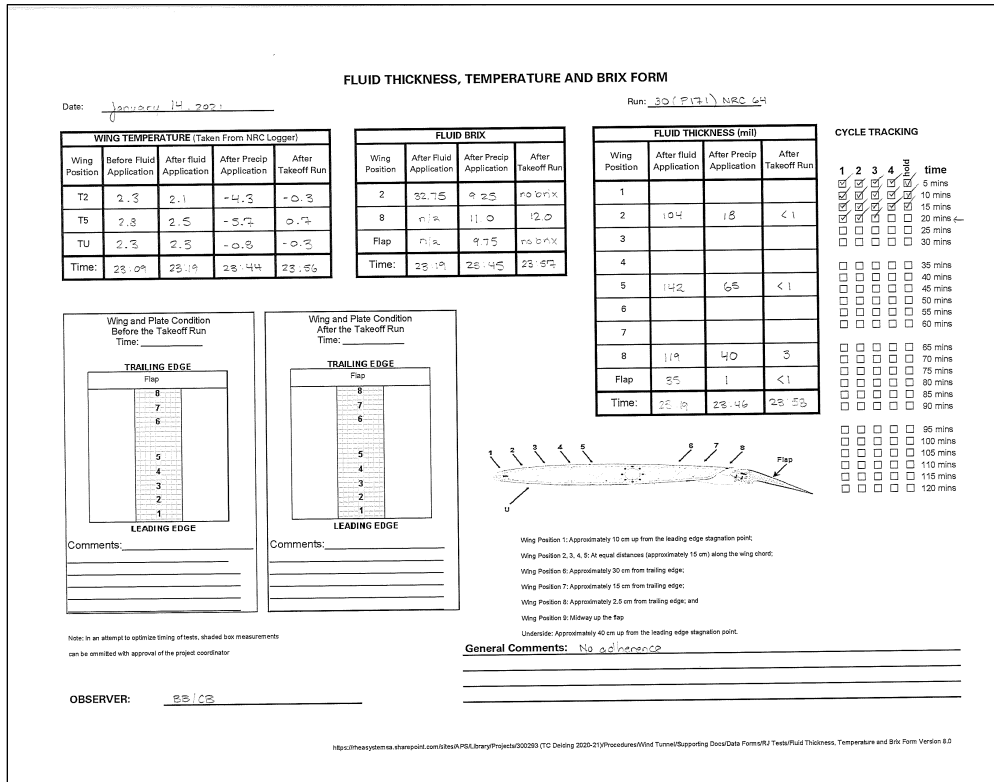 FLUID THICKNESS, TEMPERATURE AND BRIX FORM
Date: January 14, 2021
Run: 30 (P171) NRC 64
WING TEMPERATURE (Taken From NRC Logger)
Wing Position Before Fluid Application After fluid Application After Precip Application After Takeoff Run
T2 2.3 2.1 -4.3 -0.3
T5 2.8 2.5 -5.7 0.7
TU 2.3 2.5 -0.8 -0.3
Time: 23:09 23:19 23:44 23:56
FLUID BRIX
Wing Position After Fluid Application After Precip Application After Takeoff Run
2 32.75 9.25 no brix
8 n/a 11.0 12.0
Flap n/a 9.75 no brix
Time: 23:19 23:45 23:57
FLUID THICKNESS (mil)
Wing Position After fluid Application After Precip Application After Takeoff Run
1
2 104 18 <1
3
4
5 142 65 <1
6
7
8 119 40 3
Flap 35 1 <1
Time: 23:19 23:46 23:53
CYCLE TRACKING
1 2 3 4 hold time
5 mins
10 mins
15 mins
20 mins ←
25 mins
30 mins
35 mins
40 mins
45 mins
50 mins
55 mins
60 mins
65 mins
70 mins
75 mins
80 mins
85 mins
90 mins
95 mins
100 mins
105 mins
110 mins
115 mins
120 mins
Wing and Plate Condition
Before the Takeoff Run
Time:
TRAILING EDGE
Flap
8
7
6
5
4
3
2
1
LEADING EDGE
Comments:
Wing and Plate Condition
After the Takeoff Run
Time:
TRAILING EDGE
Flap
8
7
6
5
4
3
2
1
LEADING EDGE
Comments:
1 2 3 4 5 6 7 8 Flap
U
Wing Position 1: Approximately 10 cm up from the leading edge stagnation point;
Wing Position 2, 3, 4, 5: At equal distances (approximately 15 cm) along the wing chord;
Wing Position 6: Approximately 30 cm from trailing edge;
Wing Position 7: Approximately 15 cm from trailing edge;
Wing Position 8: Approximately 2.5 cm from trailing edge; and
Wing Position 9: Midway up the flap
Underside: Approximately 40 cm up from the leading edge stagnation point.
Note: In an attempt to optimize timing of tests, shaded box measurements
can be ommitted with approval of the project coordinator
General Comments: No adherence
OBSERVER: BB/CB
https://rheasystemsa.sharepoint.com/sites/APS/Library/Projects/300293 (TC Deicing 2020-21)/Procedures/Wind Tunnel/Supporting Docs/Data Forms/RJ Tests/Fluid Thickness, Temperature and Brix Form Version 8.0